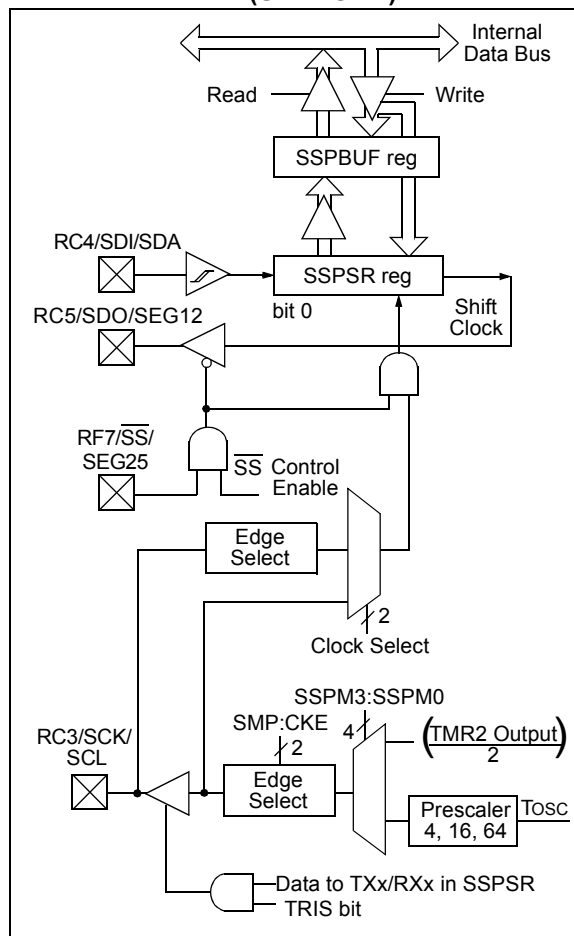 Internal
Data Bus
Read
Write
SSPBUF reg
RC4/SDI/SDA
SSPSR reg
bit 0
Shift
Clock
RC5/SDO/SEG12
RF7/SS/
SEG25
SS Control
Enable
Edge
Select
2
Clock Select
SSPM3:SSPM0
SMP:CKE
4
2
(TMR2 Output)
2
RC3/SCK/
SCL
Edge
Select
Prescaler
4, 16, 64
TOSC
Data to TXx/RXx in SSPSR
TRIS bit